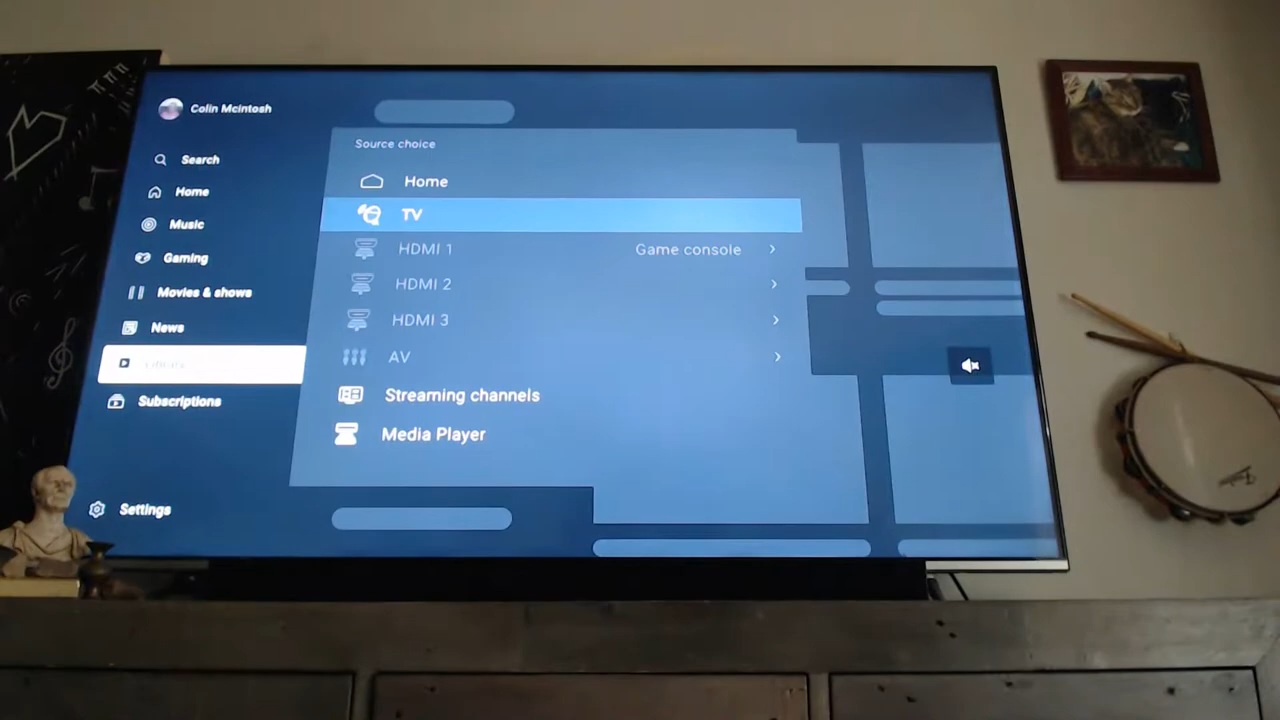 Colin Mcintosh
Search
Home
Music
Gaming
Movies & shows
News
Library
Subscriptions
Settings
Source choice
Home
TV
HDMI 1 Game console
HDMI 2
HDMI 3
AV
Streaming channels
Media Player